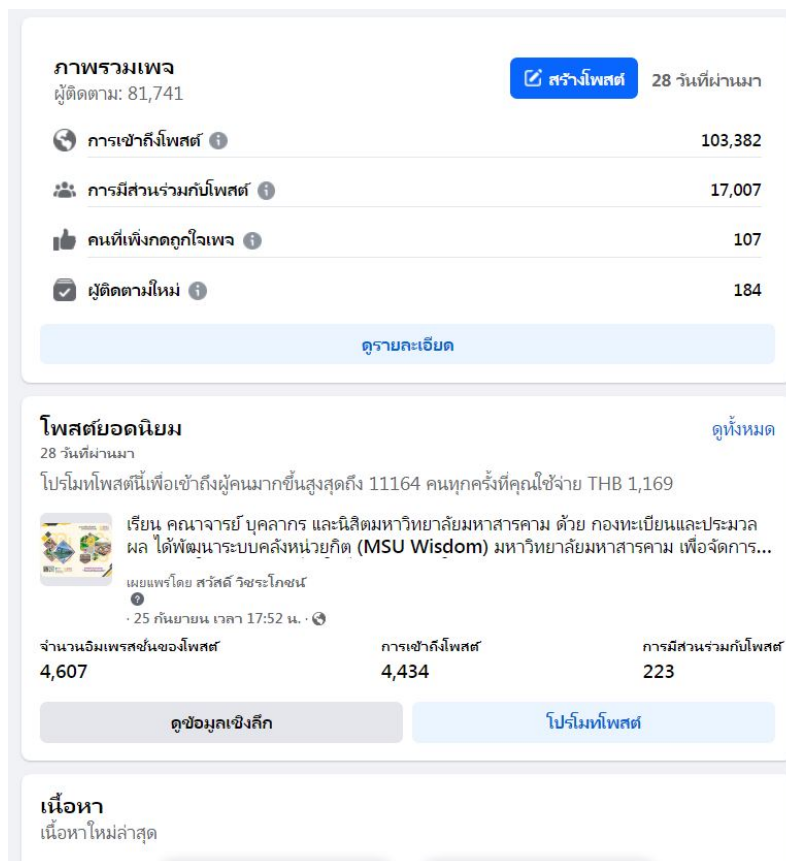 ภาพรวมเพจ
ผู้ติดตาม: 81,741
สร้างโพสต์
28 วันที่ผ่านมา
การเข้าถึงโพสต์ 103,382
การมีส่วนร่วมกับโพสต์ 17,007
คนที่เพิ่งกดถูกใจเพจ 107
ผู้ติดตามใหม่ 184
ดูรายละเอียด
โพสต์ยอดนิยม ดูทั้งหมด
28 วันที่ผ่านมา
โปรโมทโพสต์นี้เพื่อเข้าถึงผู้คนมากขึ้นสูงสุดถึง 11164 คนทุกครั้งที่คุณใช้จ่าย THB 1,169
เรียน คณาจารย์ บุคลากร และนิสิตมหาวิทยาลัยมหาสารคาม ด้วย กองทะเบียนและประมวล
ผล ได้พัฒนาระบบคลังหน่วยกิต (MSU Wisdom) มหาวิทยาลัยมหาสารคาม เพื่อจัดการ...
เผยแพร่โดย สวัสดิ์ วิชระโภชน์
· 25 กันยายน เวลา 17:52 น. ·
จำนวนอิมเพรสชั่นของโพสต์ การเข้าถึงโพสต์ การมีส่วนร่วมกับโพสต์
4,607 4,434 223
ดูข้อมูลเชิงลึก โปรโมทโพสต์
เนื้อหา
เนื้อหาใหม่ล่าสุด